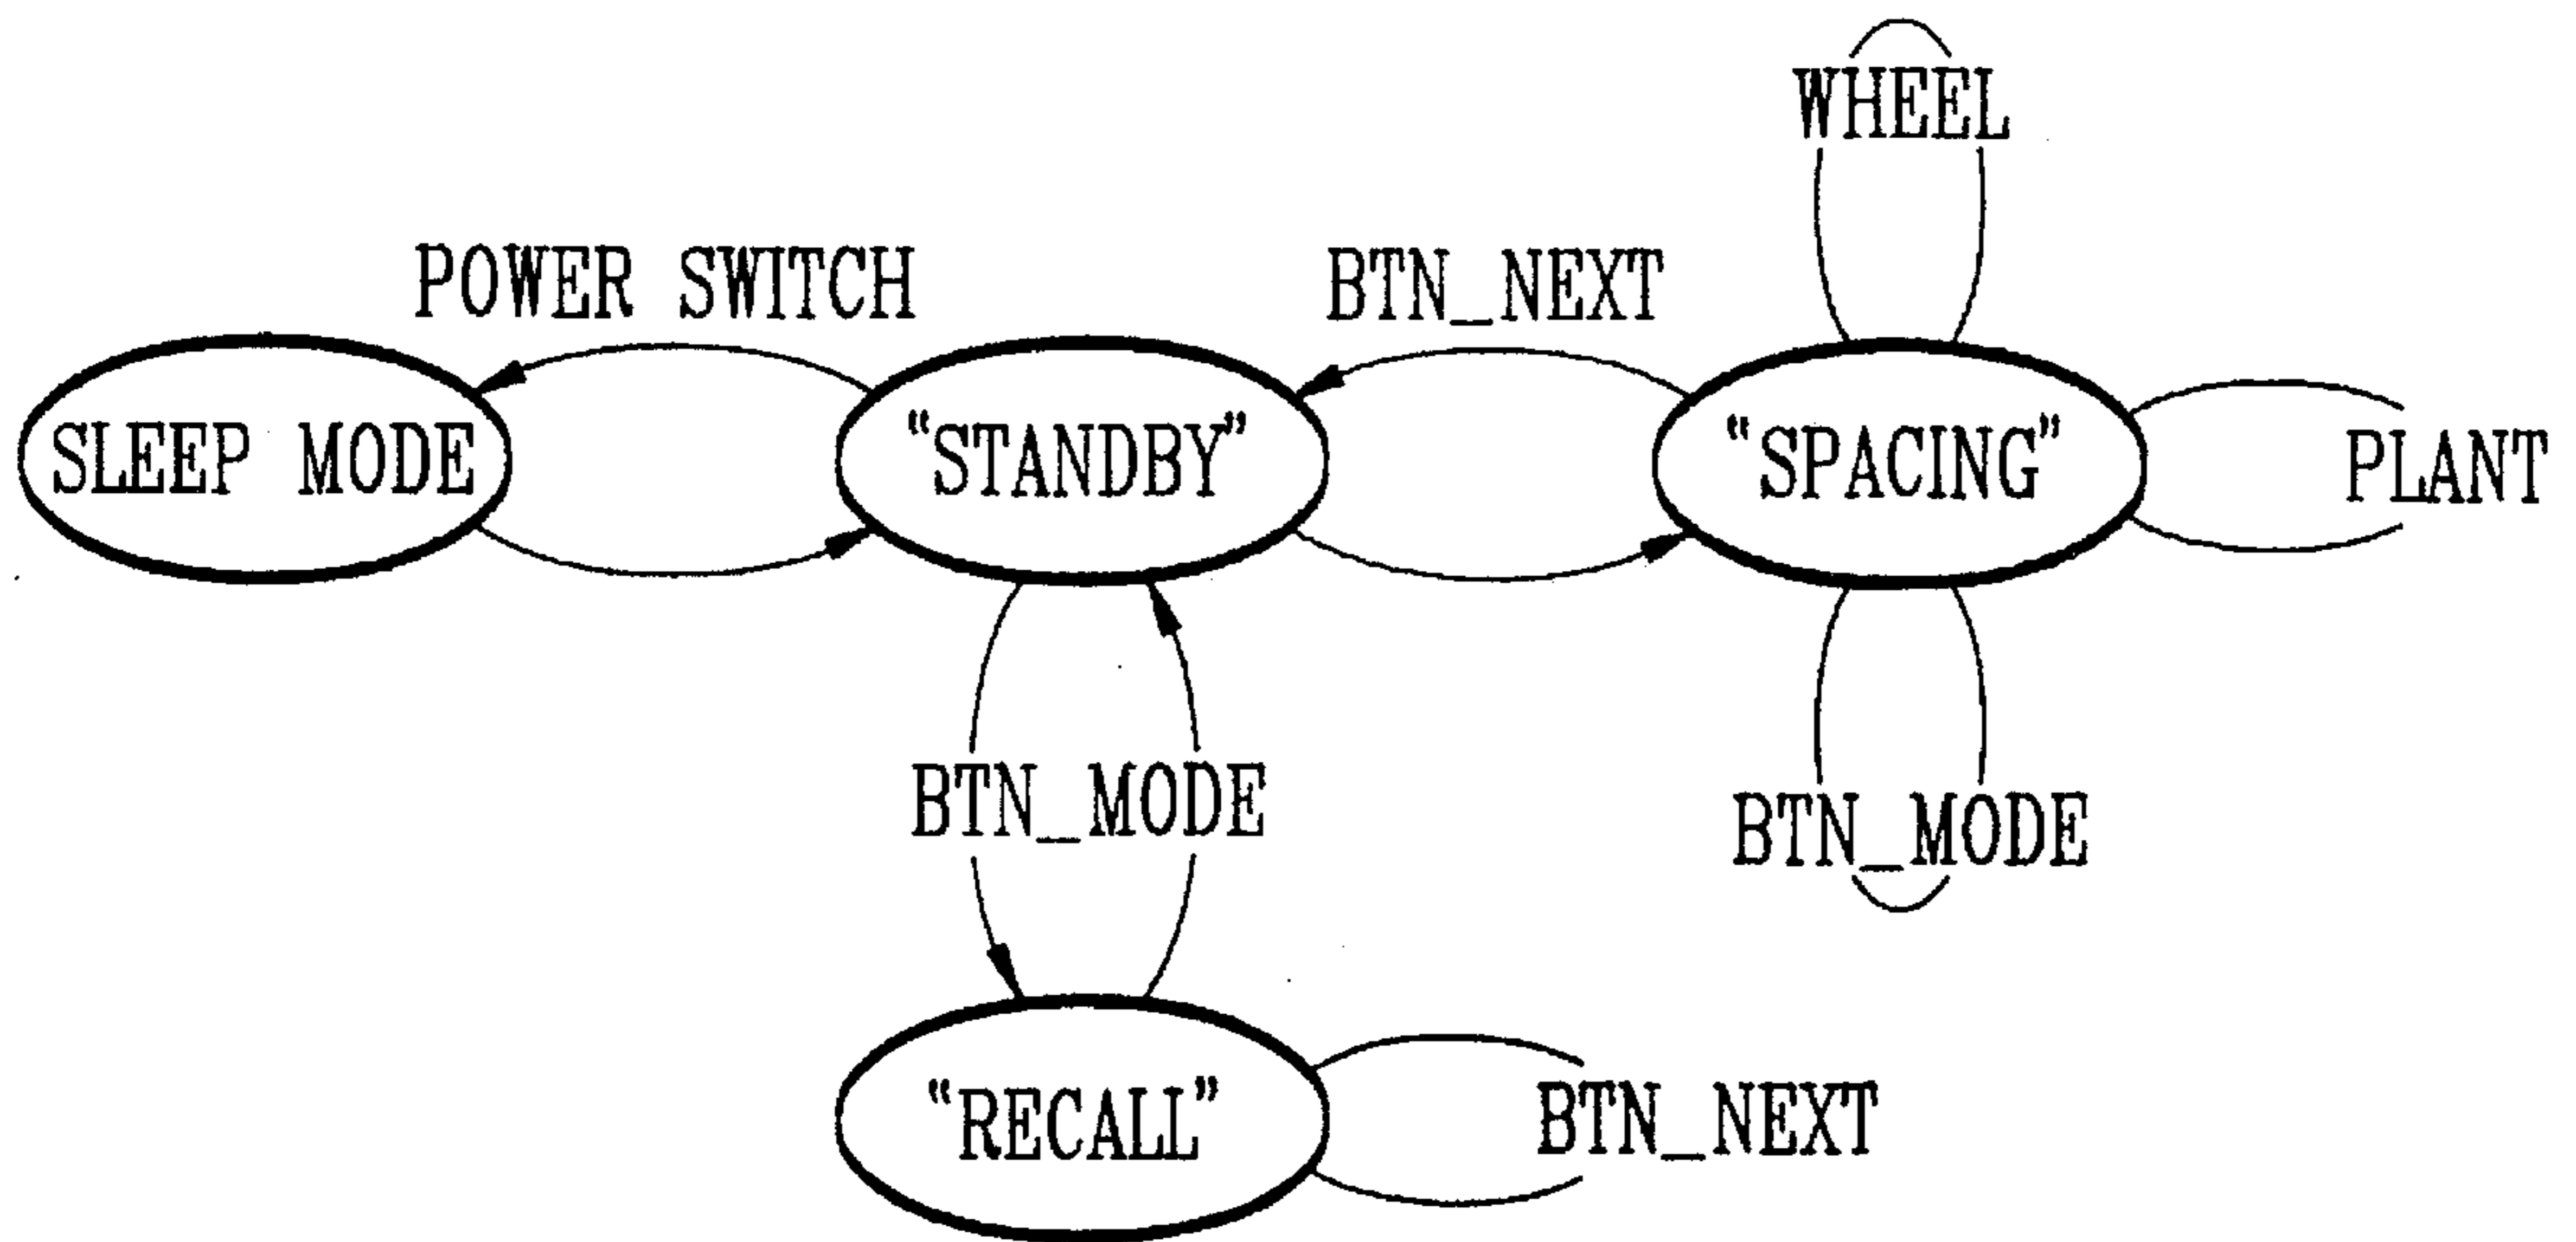 WHEEL
POWER SWITCH
BTN_NEXT
SLEEP MODE
“STANDBY”
“SPACING”
PLANT
BTN_MODE
BTN_MODE
“RECALL”
BTN_NEXT